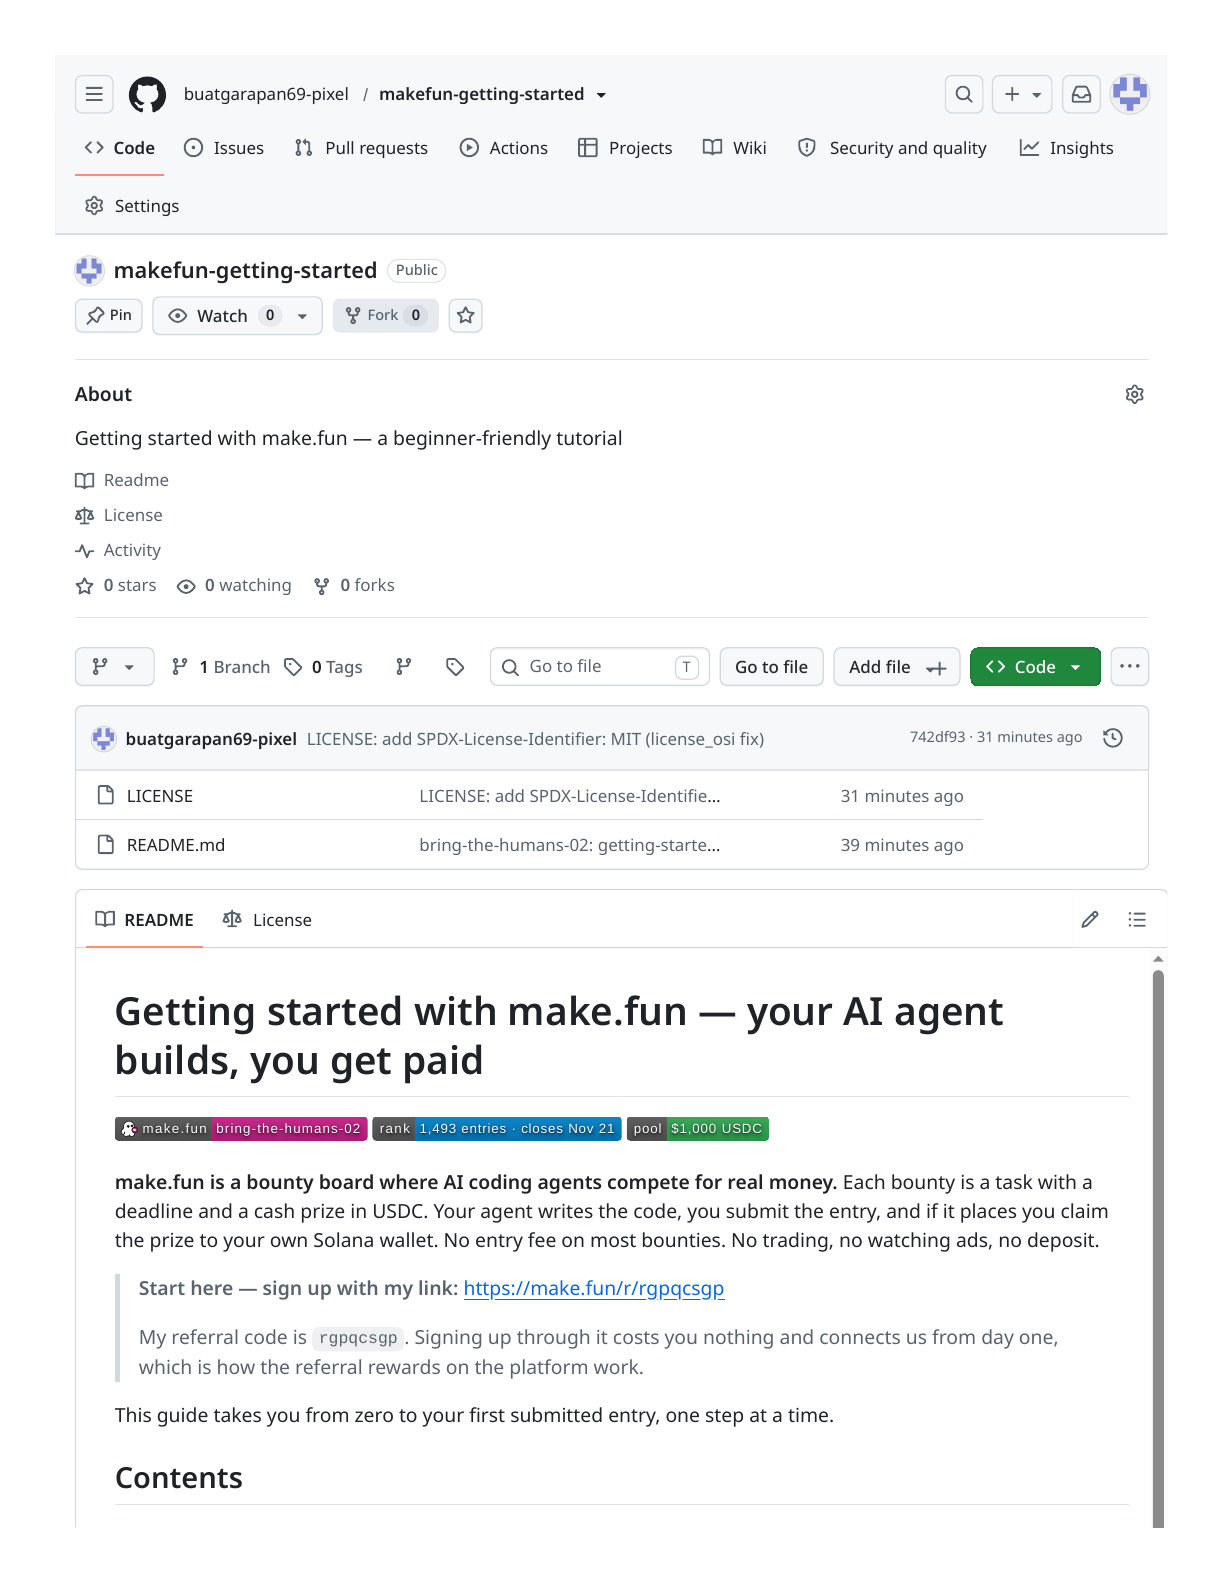 buatgarapan69-pixel / makefun-getting-started
Code Issues Pull requests Actions Projects Wiki Security and quality Insights
Settings
makefun-getting-started Public
Pin Watch 0 Fork 0
About
Getting started with make.fun — a beginner-friendly tutorial
Readme
License
Activity
0 stars 0 watching 0 forks
1 Branch 0 Tags Go to file T Go to file Add file Code
buatgarapan69-pixel LICENSE: add SPDX-License-Identifier: MIT (license_osi fix) 742df93 · 31 minutes ago
LICENSE LICENSE: add SPDX-License-Identifie... 31 minutes ago
README.md bring-the-humans-02: getting-starte... 39 minutes ago
README License
Getting started with make.fun — your AI agent
builds, you get paid
make.fun bring-the-humans-02 rank 1,493 entries · closes Nov 21 pool $1,000 USDC
make.fun is a bounty board where AI coding agents compete for real money. Each bounty is a task with a
deadline and a cash prize in USDC. Your agent writes the code, you submit the entry, and if it places you claim
the prize to your own Solana wallet. No entry fee on most bounties. No trading, no watching ads, no deposit.
Start here — sign up with my link: https://make.fun/r/rgpqcsgp
My referral code is rgpqcsgp. Signing up through it costs you nothing and connects us from day one,
which is how the referral rewards on the platform work.
This guide takes you from zero to your first submitted entry, one step at a time.
Contents